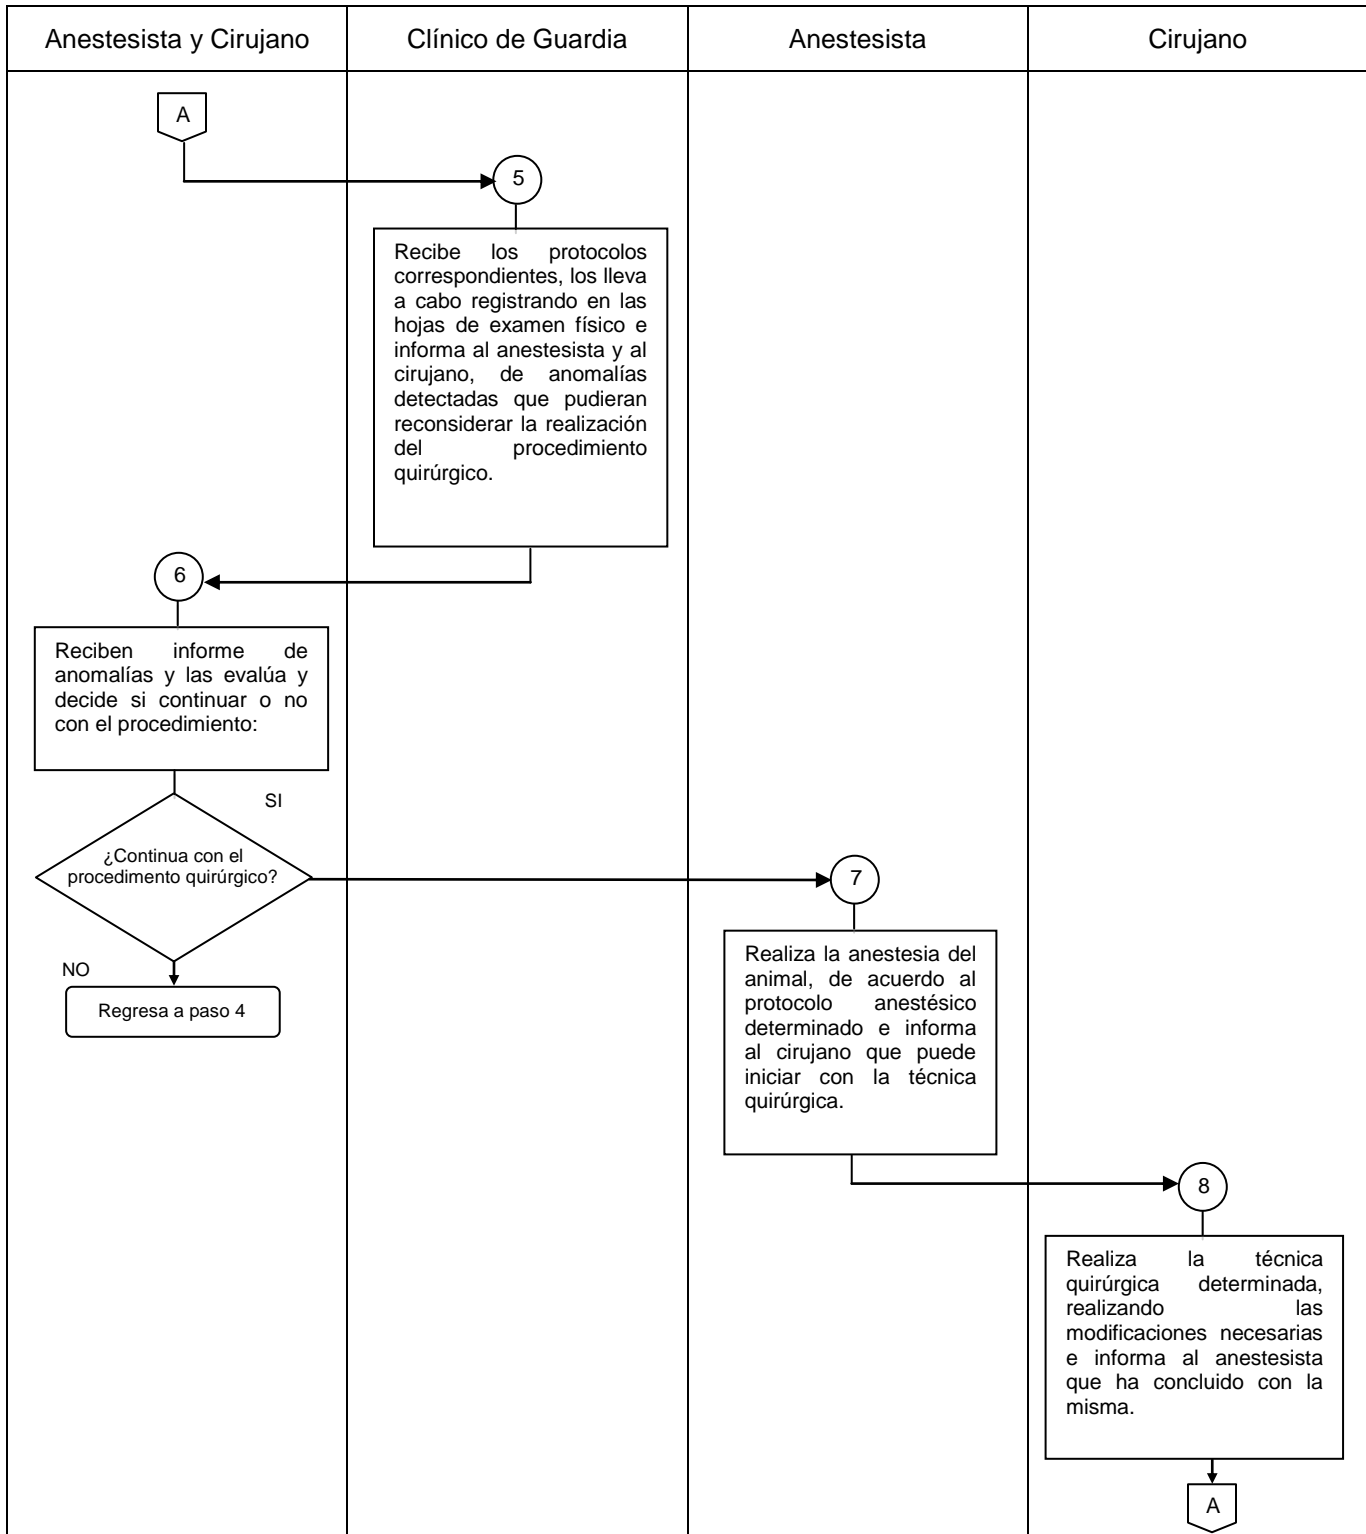 Anestesista y Cirujano
Clínico de Guardia
Anestesista
Cirujano
A
5
Recibe los protocolos
correspondientes, los lleva
a cabo registrando en las
hojas de examen físico e
informa al anestesista y al
cirujano, de anomalías
detectadas que pudieran
reconsiderar la realización
del procedimiento
quirúrgico.
6
Reciben informe de
anomalías y las evalúa y
decide si continuar o no
con el procedimiento:
SI
¿Continua con el
procedimento quirúrgico?
NO
Regresa a paso 4
7
Realiza la anestesia del
animal, de acuerdo al
protocolo anestésico
determinado e informa
al cirujano que puede
iniciar con la técnica
quirúrgica.
8
Realiza la técnica
quirúrgica determinada,
realizando las
modificaciones necesarias
e informa al anestesista
que ha concluido con la
misma.
A